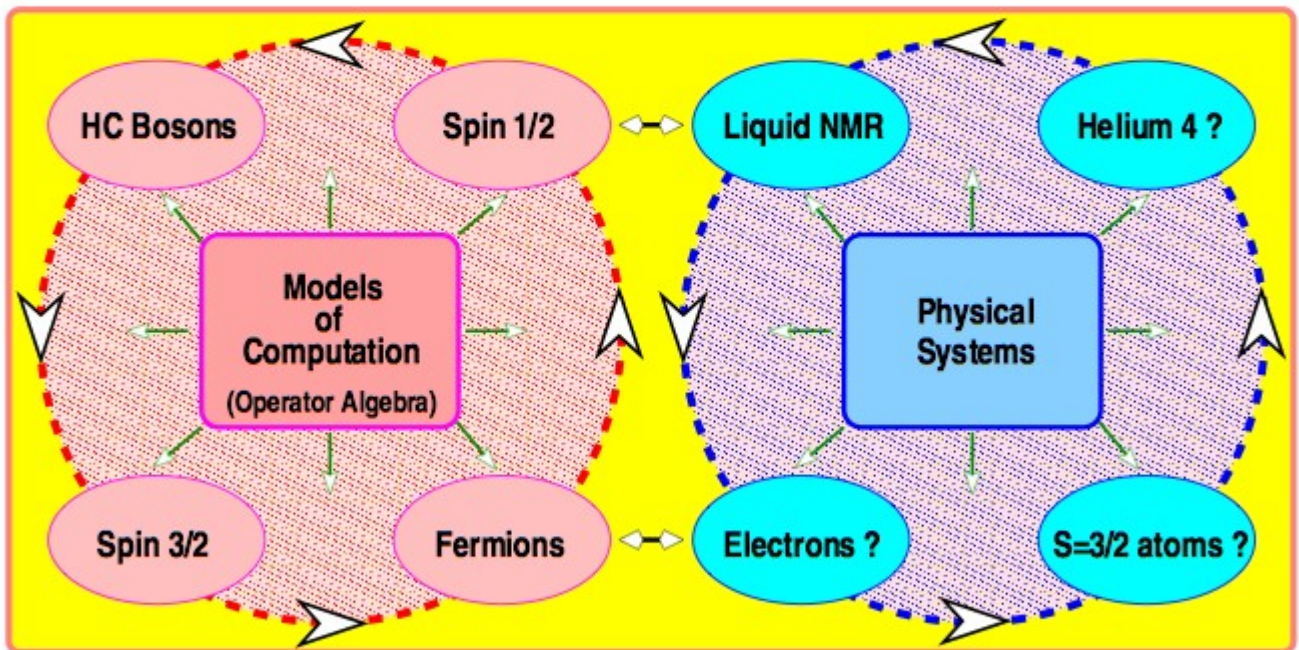 HC Bosons
Spin 1/2
Liquid NMR
Helium 4 ?
Models
of
Computation
(Operator Algebra)
Physical
Systems
Spin 3/2
Fermions
Electrons ?
S=3/2 atoms ?